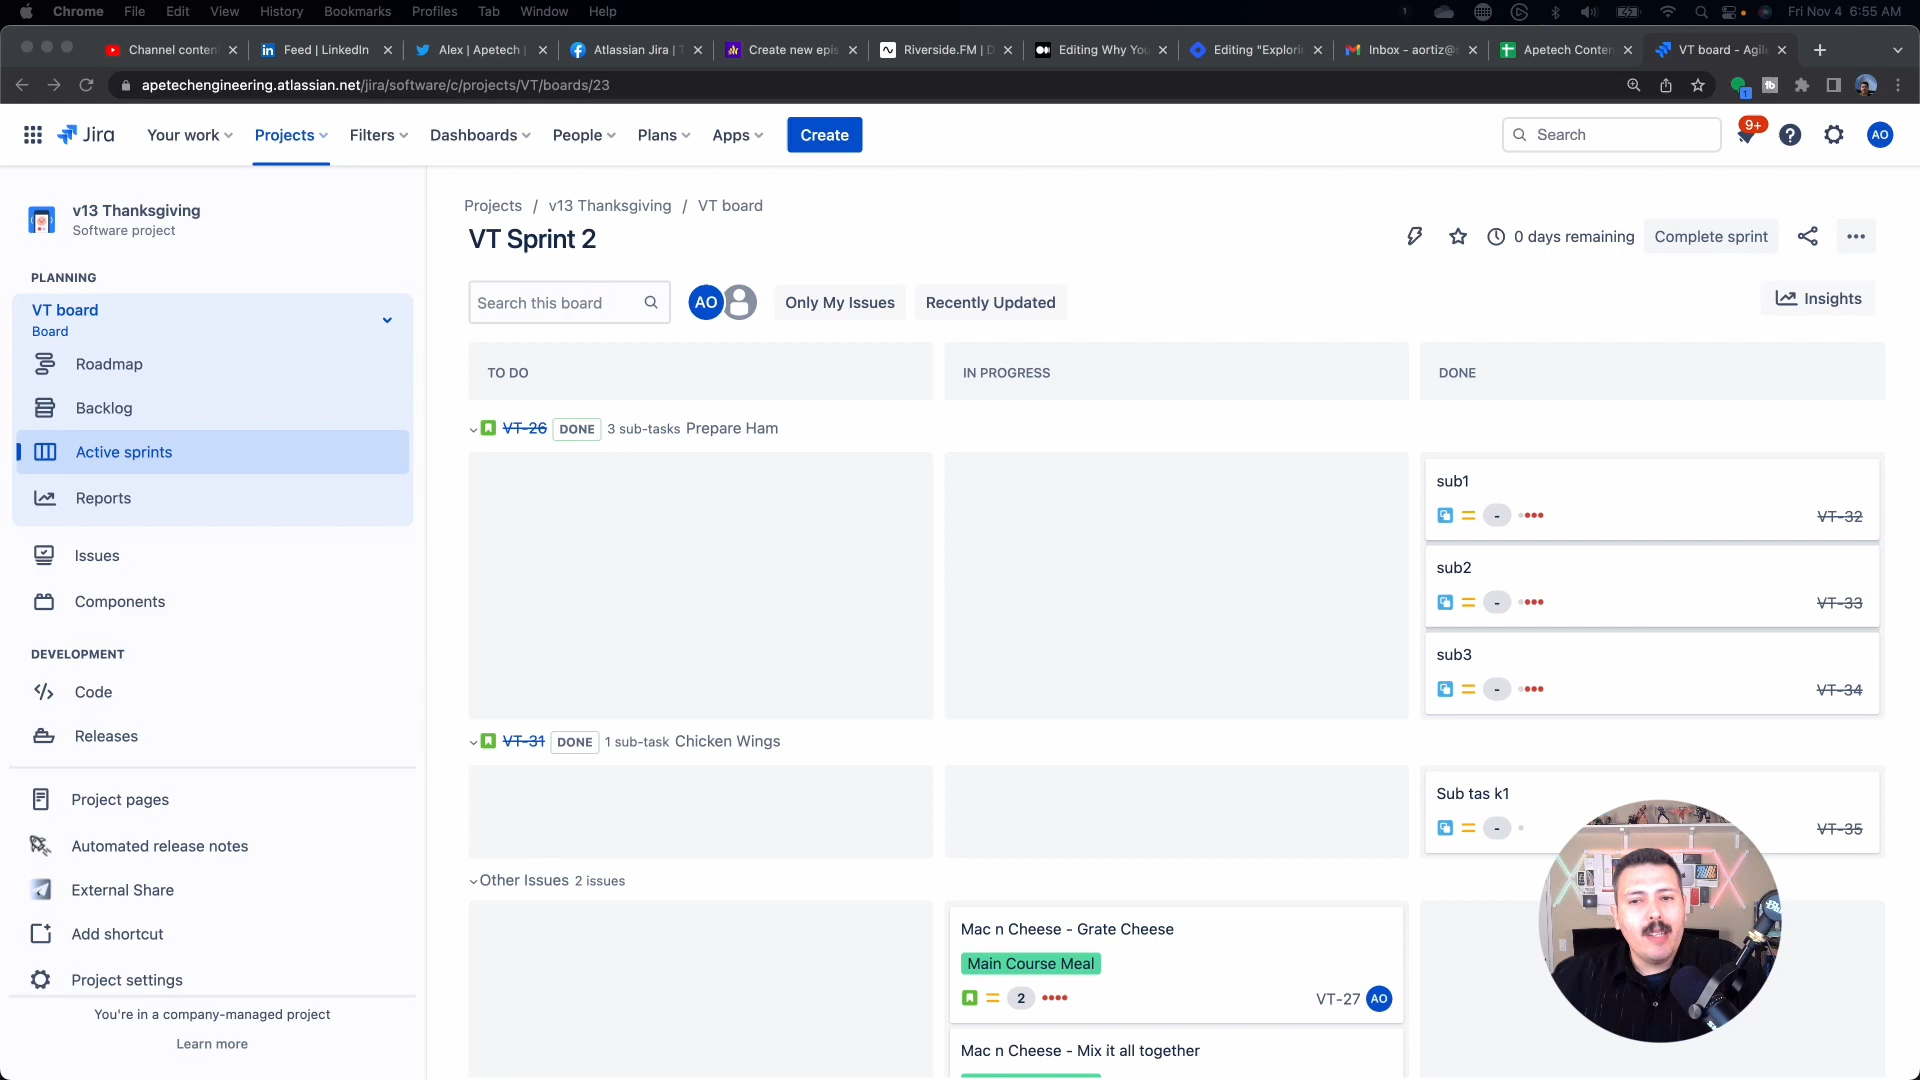 Chrome File Edit View History Bookmarks Profiles Tab Window Help
1 Fri Nov 4 6:55 AM
Channel conten Feed | LinkedIn Alex | Apetech | Atlassian Jira | T Create new epis Riverside.FM | D Editing Why You Editing "Explorin Inbox - aortiz@s Apetech Conten VT board - Agile
apetechengineering.atlassian.net/jira/software/c/projects/VT/boards/23
Jira Your work Projects Filters Dashboards People Plans Apps Create
Search
9+
AO
v13 Thanksgiving
Software project
PLANNING
VT board
Board
Roadmap
Backlog
Active sprints
Reports
Issues
Components
DEVELOPMENT
Code
Releases
Project pages
Automated release notes
External Share
Add shortcut
Project settings
You're in a company-managed project
Learn more
Projects / v13 Thanksgiving / VT board
VT Sprint 2
0 days remaining Complete sprint
Search this board AO Only My Issues Recently Updated
Insights
TO DO IN PROGRESS DONE
VT-26 DONE 3 sub-tasks Prepare Ham
sub1
- VT-32
sub2
- VT-33
sub3
- VT-34
VT-31 DONE 1 sub-task Chicken Wings
Sub tas k1
- VT-35
Other Issues 2 issues
Mac n Cheese - Grate Cheese
Main Course Meal
2 VT-27 AO
Mac n Cheese - Mix it all together